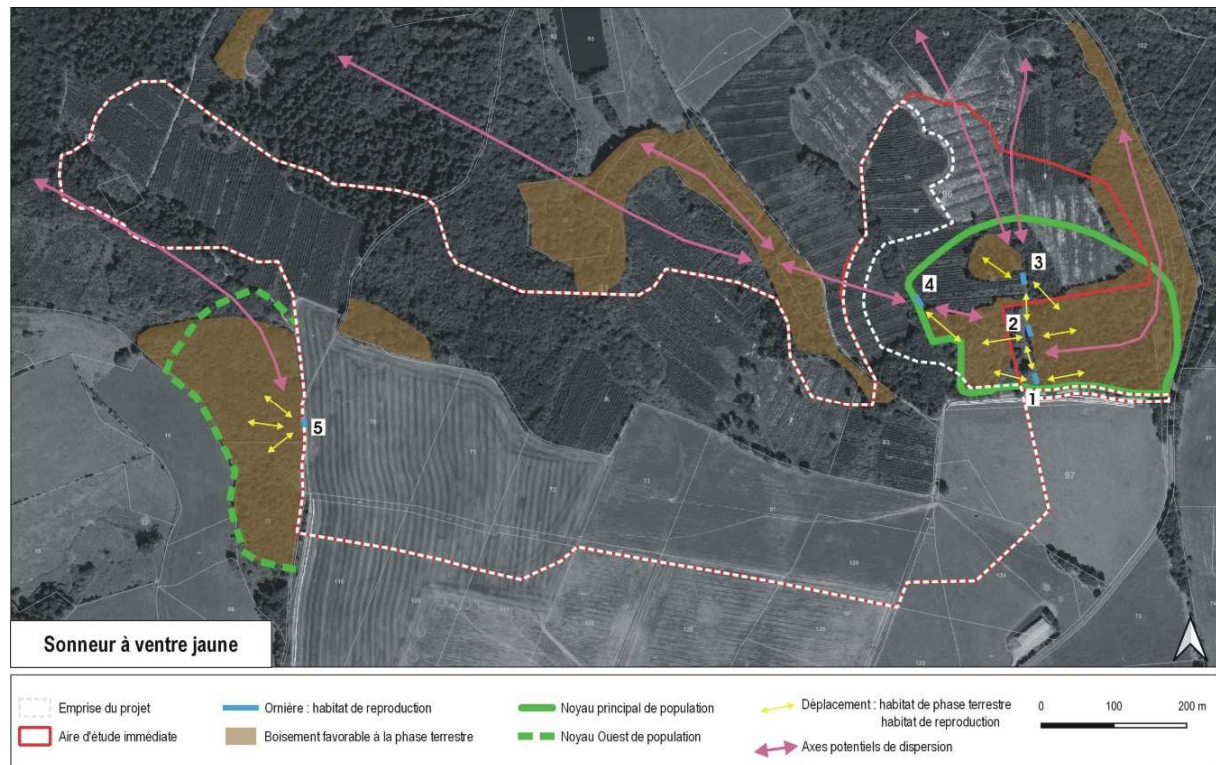 3
4
2
1
5
97
Sonneur à ventre jaune
Emprise du projet
Aire d'étude immédiate
Ornière : habitat de reproduction
Boisement favorable à la phase terrestre
Noyau principal de population
Noyau Ouest de population
Déplacement : habitat de phase terrestre
habitat de reproduction
Axes potentiels de dispersion
0 100 200 m